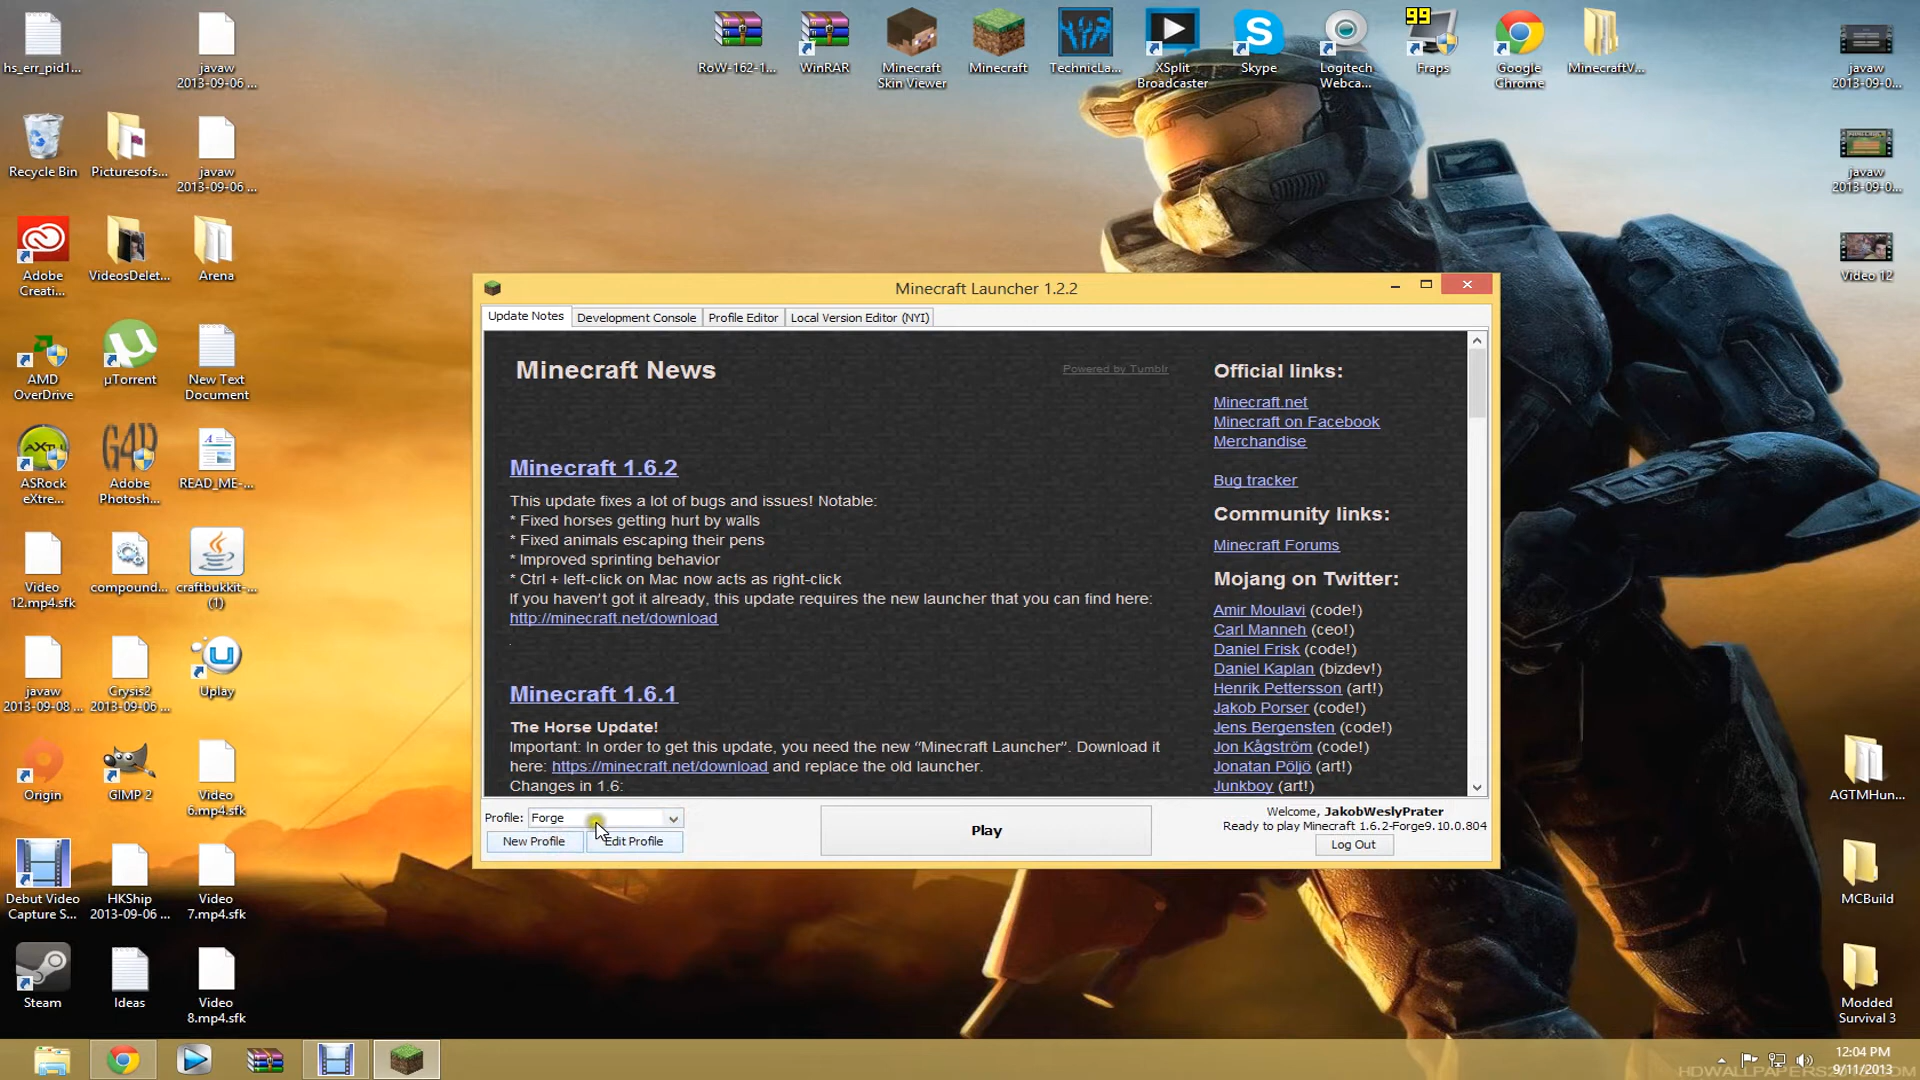 hs_err_pid1...
javaw
2013-09-06 ...
RoW-162-1...
WinRAR
Minecraft
Skin Viewer
Minecraft
TechnicLa...
XSplit
Broadcaster
Skype
Logitech
Webca...
99
Fraps
Google
Chrome
MinecraftV...
javaw
2013-09-0...
Recycle Bin
Picturesofs...
javaw
2013-09-06 ...
javaw
2013-09-0...
Adobe
Creati...
VideosDelet...
Arena
Video 12
AMD
OverDrive
µTorrent
New Text
Document
ASRock
eXtre...
Adobe
Photosh...
READ_ME-...
Video
12.mp4.sfk
compound...
craftbukkit-...
(1)
javaw
2013-09-08 ...
Crysis2
2013-09-06 ...
Uplay
Origin
GIMP 2
Video
6.mp4.sfk
Debut Video
Capture S...
HKShip
2013-09-06 ...
Video
7.mp4.sfk
Steam
Ideas
Video
8.mp4.sfk
AGTMHun...
MCBuild
Modded
Survival 3
Minecraft Launcher 1.2.2
Update Notes
Development Console
Profile Editor
Local Version Editor (NYI)
Minecraft News
Powered by Tumblr
Minecraft 1.6.2
This update fixes a lot of bugs and issues! Notable:
* Fixed horses getting hurt by walls
* Fixed animals escaping their pens
* Improved sprinting behavior
* Ctrl + left-click on Mac now acts as right-click
If you haven't got it already, this update requires the new launcher that you can find here:
http://minecraft.net/download
.
Minecraft 1.6.1
The Horse Update!
Important: In order to get this update, you need the new "Minecraft Launcher". Download it
here: https://minecraft.net/download and replace the old launcher.
Changes in 1.6:
Official links:
Minecraft.net
Minecraft on Facebook
Merchandise
Bug tracker
Community links:
Minecraft Forums
Mojang on Twitter:
Amir Moulavi (code!)
Carl Manneh (ceo!)
Daniel Frisk (code!)
Daniel Kaplan (bizdev!)
Henrik Pettersson (art!)
Jakob Porser (code!)
Jens Bergensten (code!)
Jon Kågström (code!)
Jonatan Pöljö (art!)
Junkboy (art!)
Profile: Forge
New Profile
Edit Profile
Play
Welcome, JakobWeslyPrater
Ready to play Minecraft 1.6.2-Forge9.10.0.804
Log Out
12:04 PM
9/11/2013